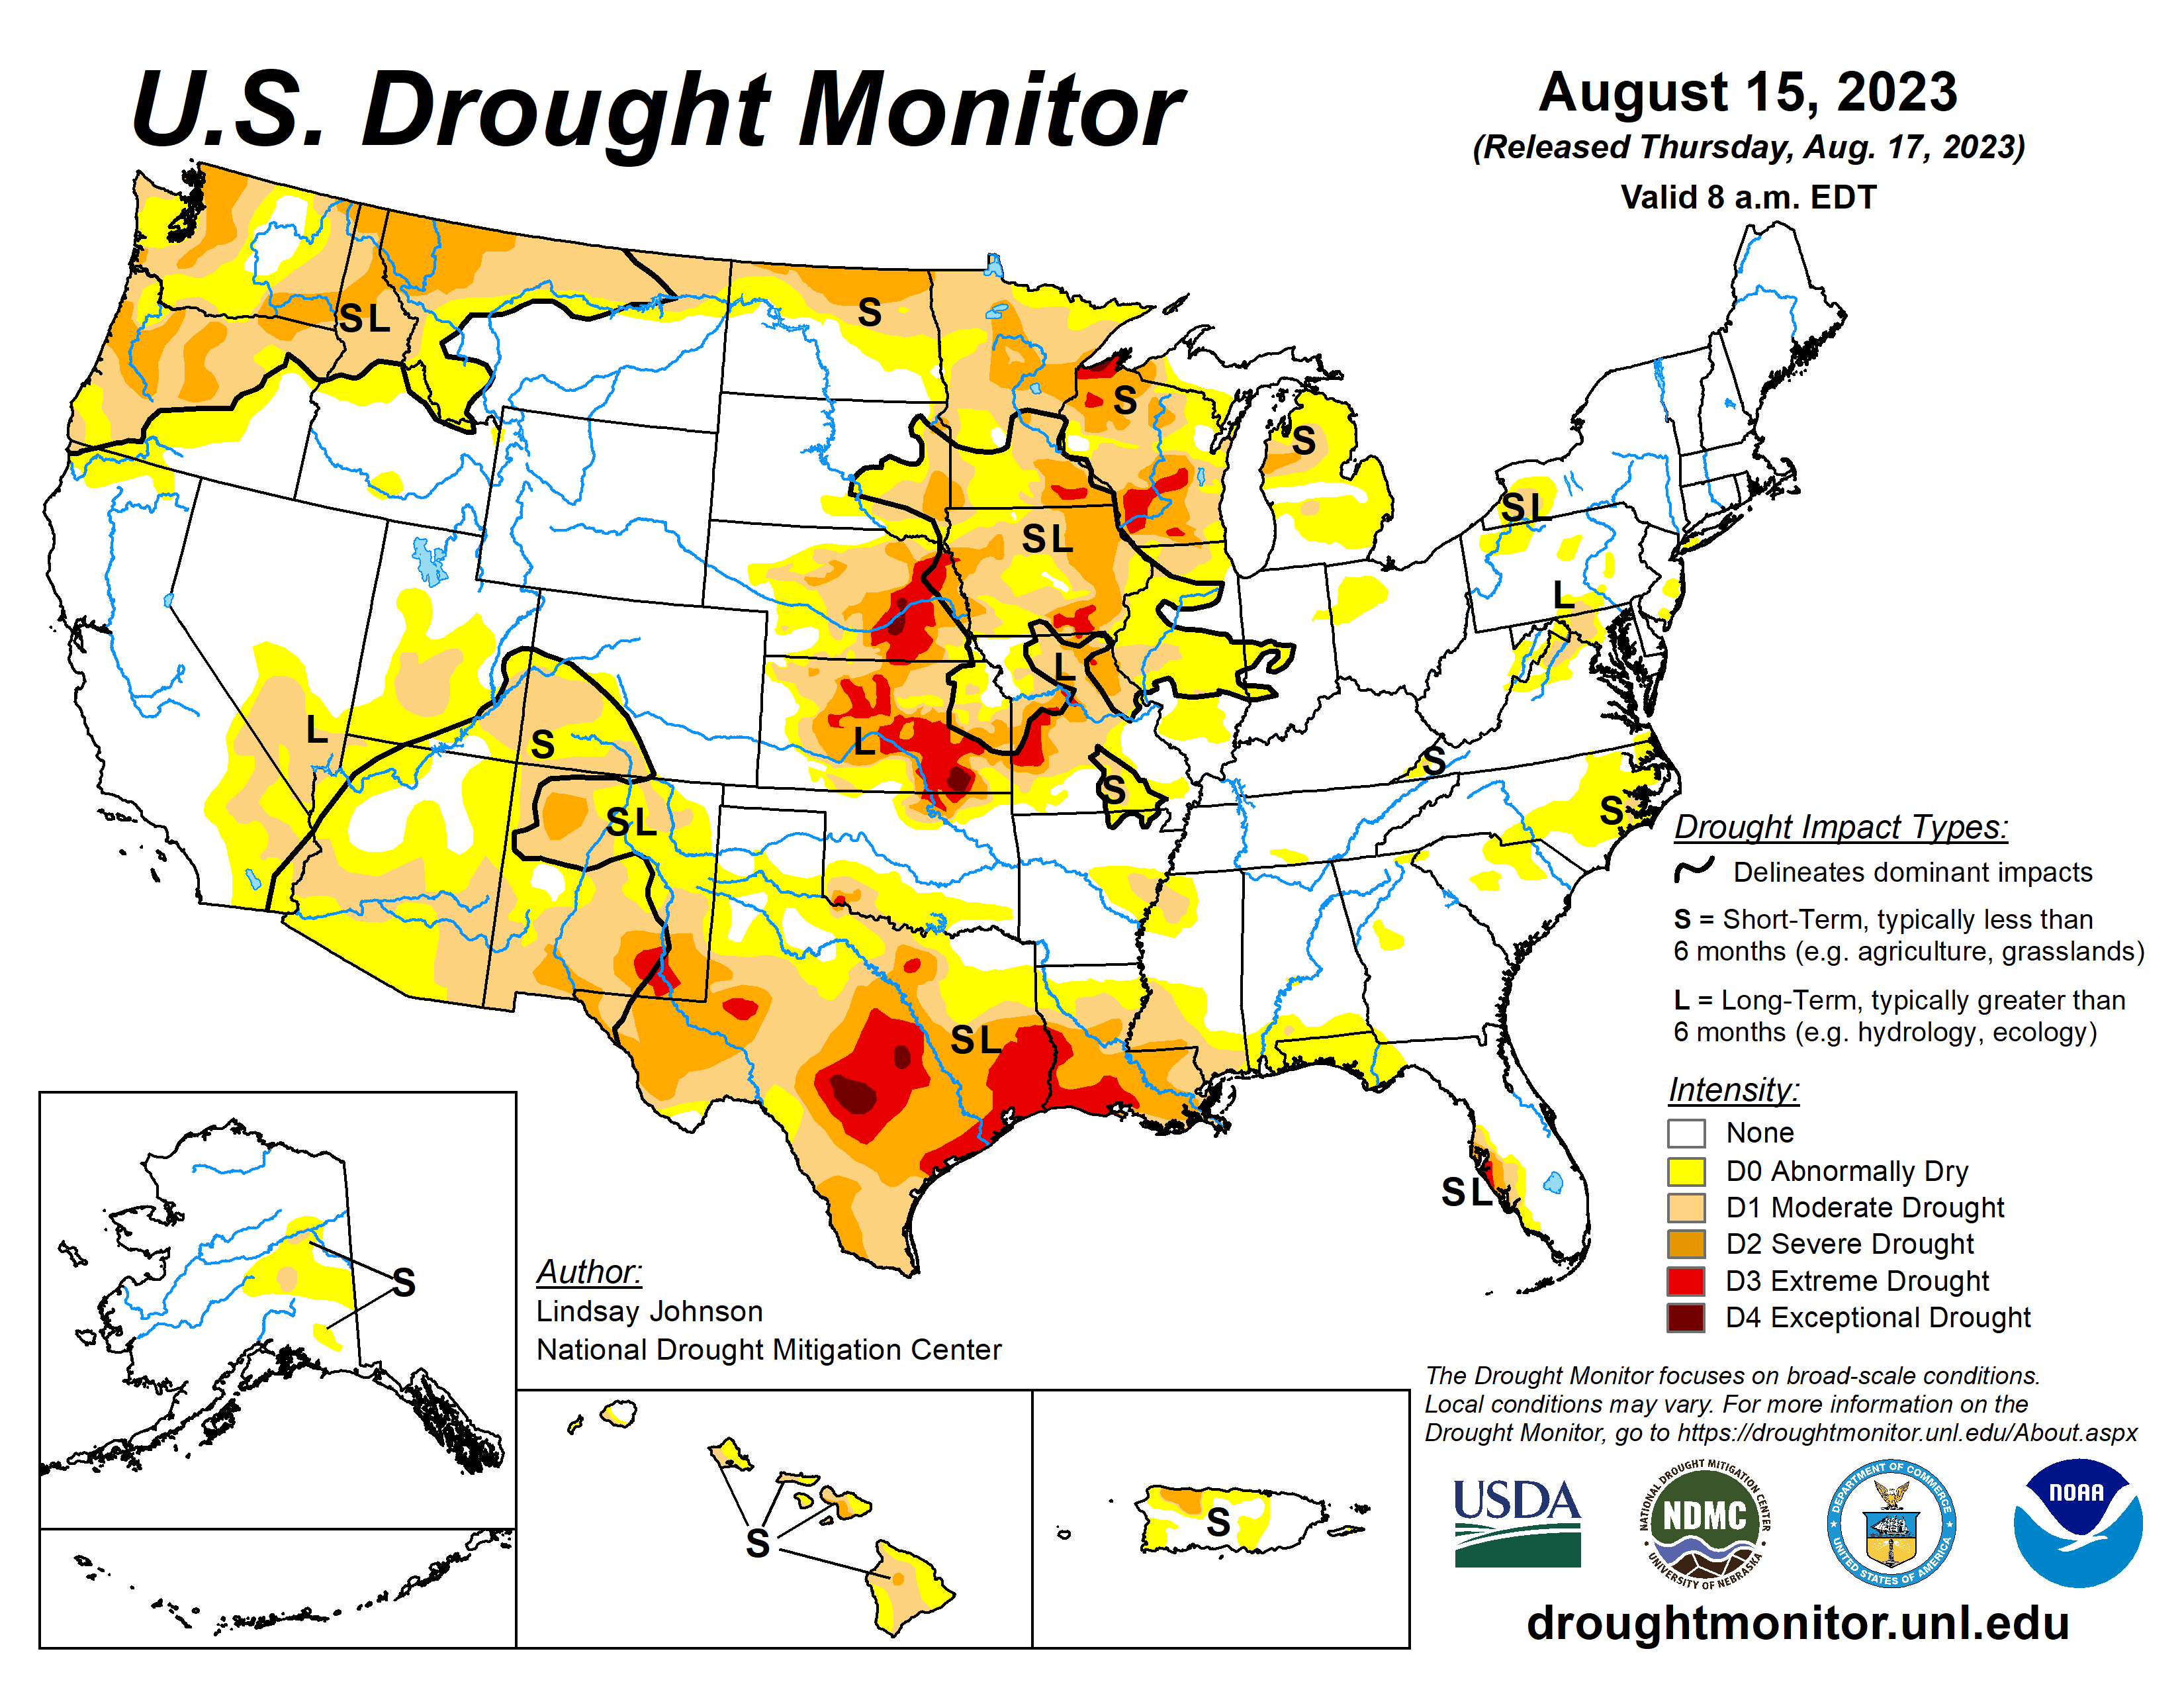 U.S. Drought Monitor
August 15, 2023
(Released Thursday, Aug. 17, 2023)
Valid 8 a.m. EDT
SL
S
S
S
SL
SL
L
L
L
S
L
S
SL
S
S
S
SL
SL
S
S
S
Drought Impact Types:
Delineates dominant impacts
S = Short-Term, typically less than
6 months (e.g. agriculture, grasslands)
L = Long-Term, typically greater than
6 months (e.g. hydrology, ecology)
Intensity:
None
D0 Abnormally Dry
D1 Moderate Drought
D2 Severe Drought
D3 Extreme Drought
D4 Exceptional Drought
Author:
Lindsay Johnson
National Drought Mitigation Center
The Drought Monitor focuses on broad-scale conditions.
Local conditions may vary. For more information on the
Drought Monitor, go to https://droughtmonitor.unl.edu/About.aspx
USDA
NATIONAL DROUGHT MITIGATION CENTER
NDMC
UNIVERSITY OF NEBRASKA
DEPARTMENT OF COMMERCE
UNITED STATES OF AMERICA
NOAA
droughtmonitor.unl.edu